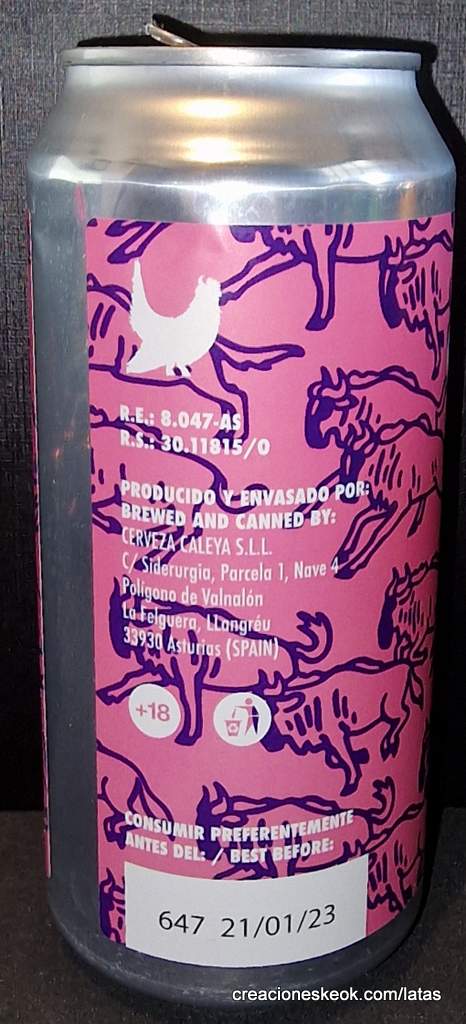 R.E.: 8.047-AS
R.S.: 30.11815/O
PRODUCIDO Y ENVASADO POR:
BREWED AND CANNED BY:
CERVEZA CALEYA S.L.L.
C/ Siderurgia, Parcela 1, Nave 4
Polígono de Valnalón
La Felguera, LLangréu
33930 Asturias (SPAIN)
+18
CONSUMIR PREFERENTEMENTE
ANTES DEL: / BEST BEFORE:
647 21/01/23
creacioneskeok.com/latas